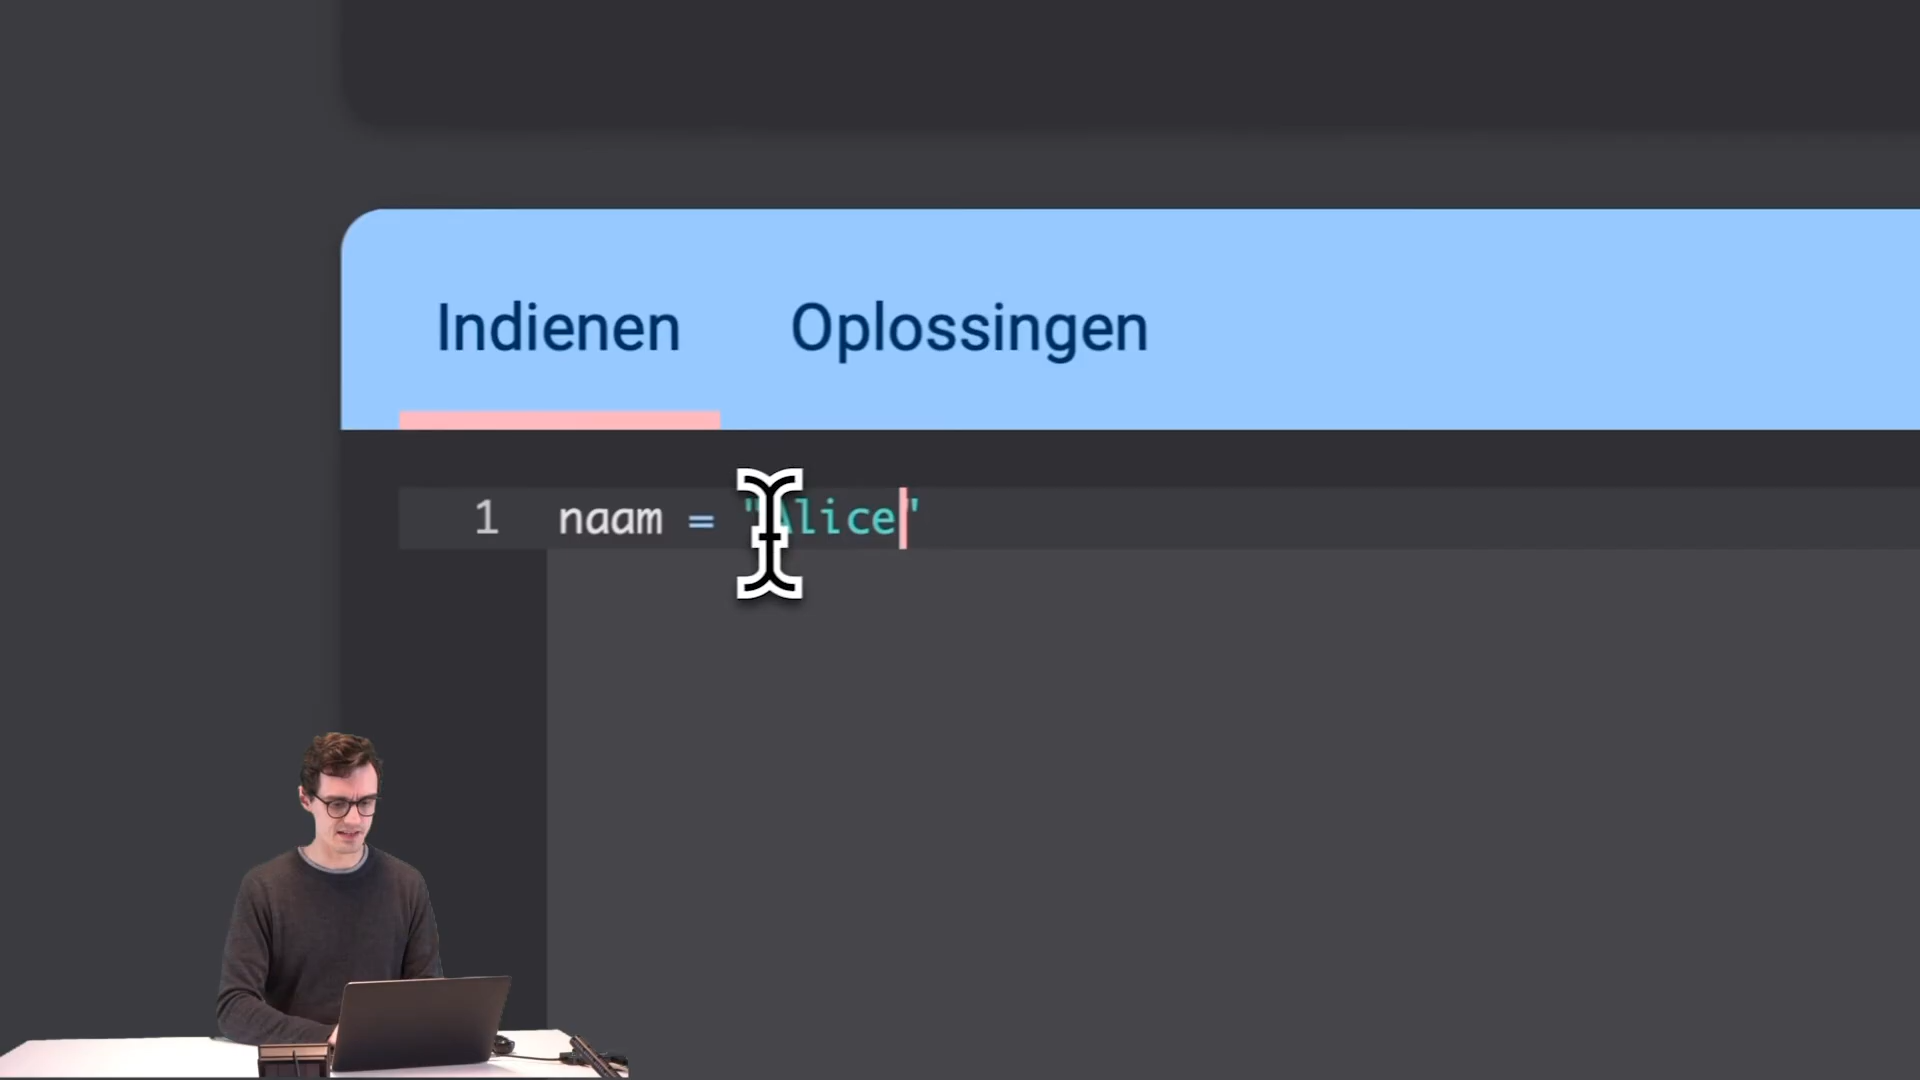 Indienen Oplossingen
1 naam = "Alice"